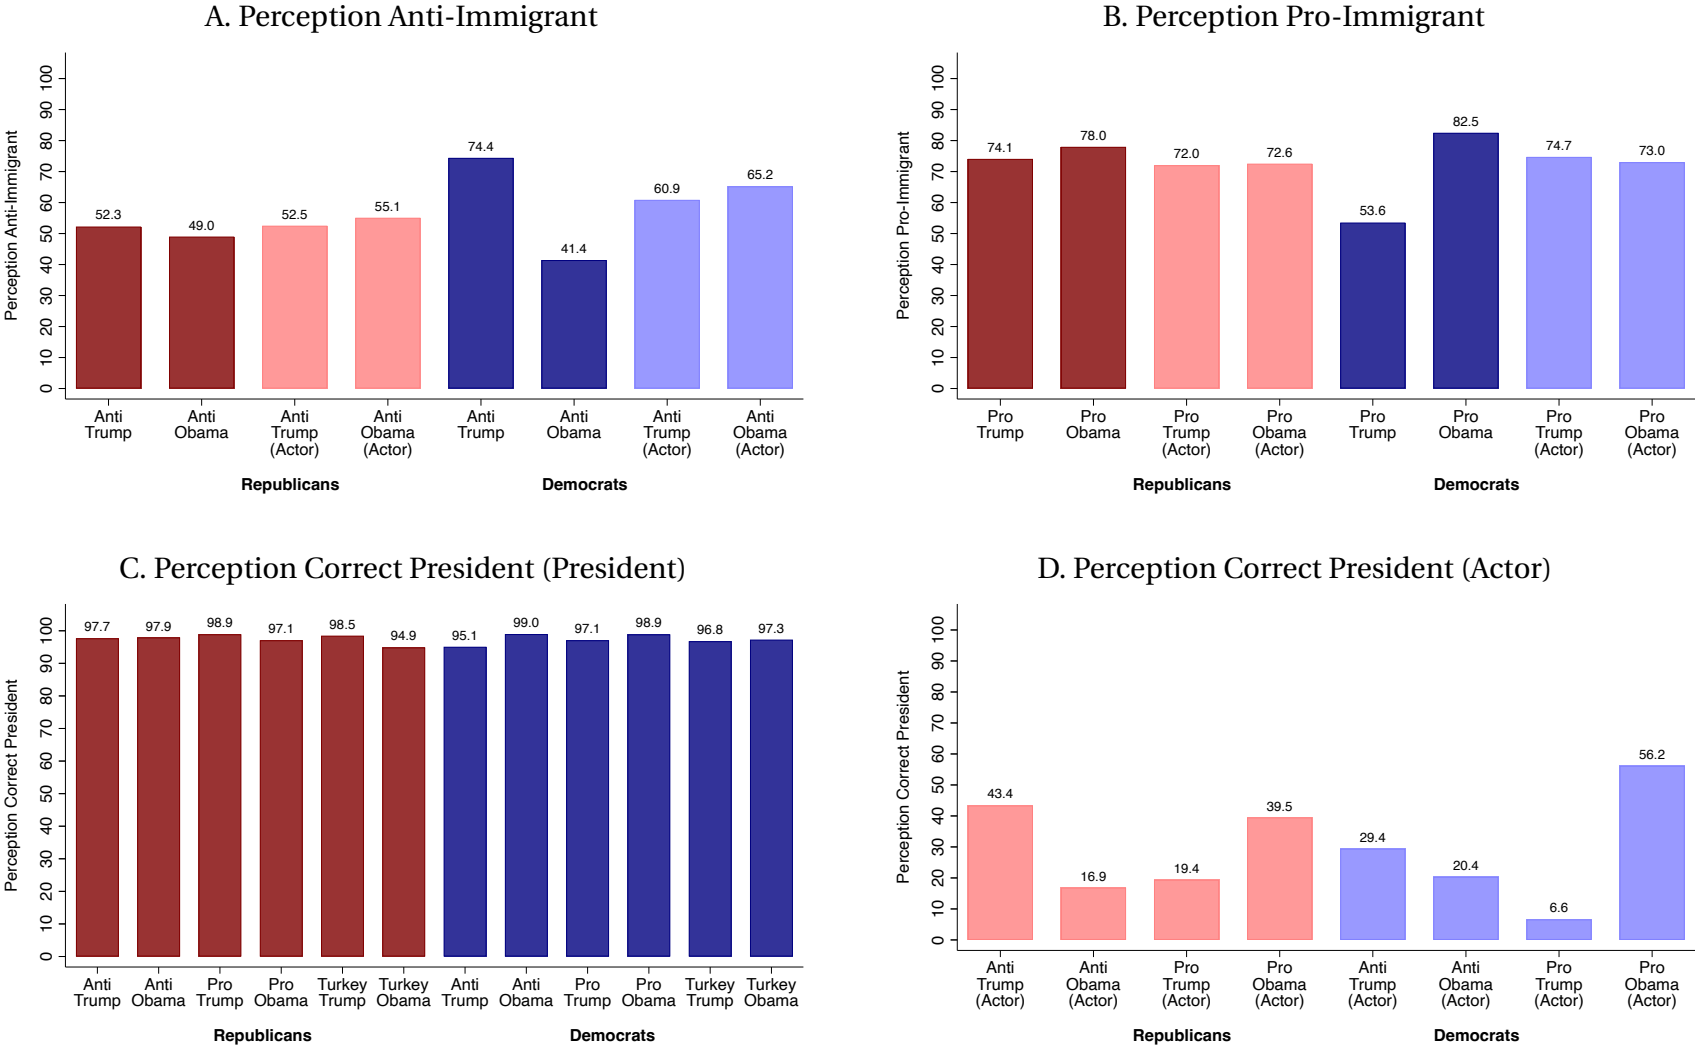 A. Perception Anti-Immigrant
Perception Anti-Immigrant
0 10 20 30 40 50 60 70 80 90 100
52.3 49.0 52.5 55.1 74.4 41.4 60.9 65.2
Anti Anti Anti Anti Anti Anti Anti Anti
Trump Obama Trump Obama Trump Obama Trump Obama
(Actor) (Actor) (Actor) (Actor)
Republicans Democrats
B. Perception Pro-Immigrant
Perception Pro-Immigrant
0 10 20 30 40 50 60 70 80 90 100
74.1 78.0 72.0 72.6 53.6 82.5 74.7 73.0
Pro Pro Pro Pro Pro Pro Pro Pro
Trump Obama Trump Obama Trump Obama Trump Obama
(Actor) (Actor) (Actor) (Actor)
Republicans Democrats
C. Perception Correct President (President)
Perception Correct President
0 10 20 30 40 50 60 70 80 90 100
97.7 97.9 98.9 97.1 98.5 94.9 95.1 99.0 97.1 98.9 96.8 97.3
Anti Anti Pro Pro Turkey Turkey Anti Anti Pro Pro Turkey Turkey
Trump Obama Trump Obama Trump Obama Trump Obama Trump Obama Trump Obama
Republicans Democrats
D. Perception Correct President (Actor)
Perception Correct President
0 10 20 30 40 50 60 70 80 90 100
43.4 16.9 19.4 39.5 29.4 20.4 6.6 56.2
Anti Anti Pro Pro Anti Anti Pro Pro
Trump Obama Trump Obama Trump Obama Trump Obama
(Actor) (Actor) (Actor) (Actor) (Actor) (Actor) (Actor) (Actor)
Republicans Democrats